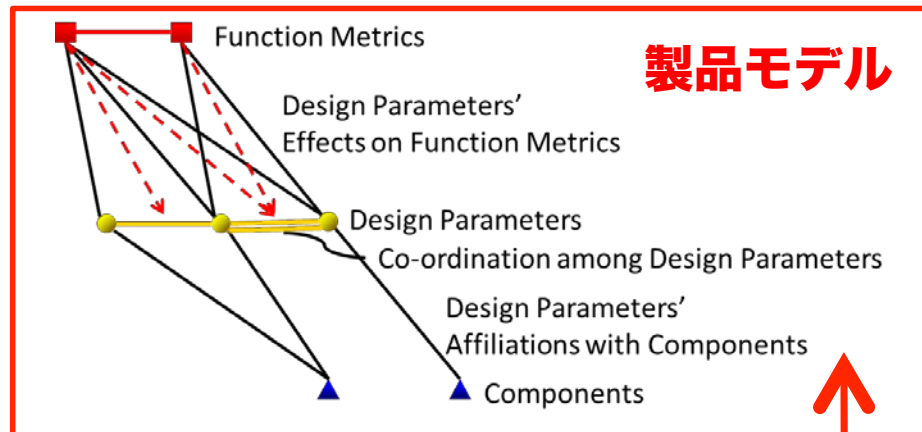 Function Metrics
製品モデル
Design Parameters’
Effects on Function Metrics
Design Parameters
Co-ordination among Design Parameters
Design Parameters’
Affiliations with Components
Components